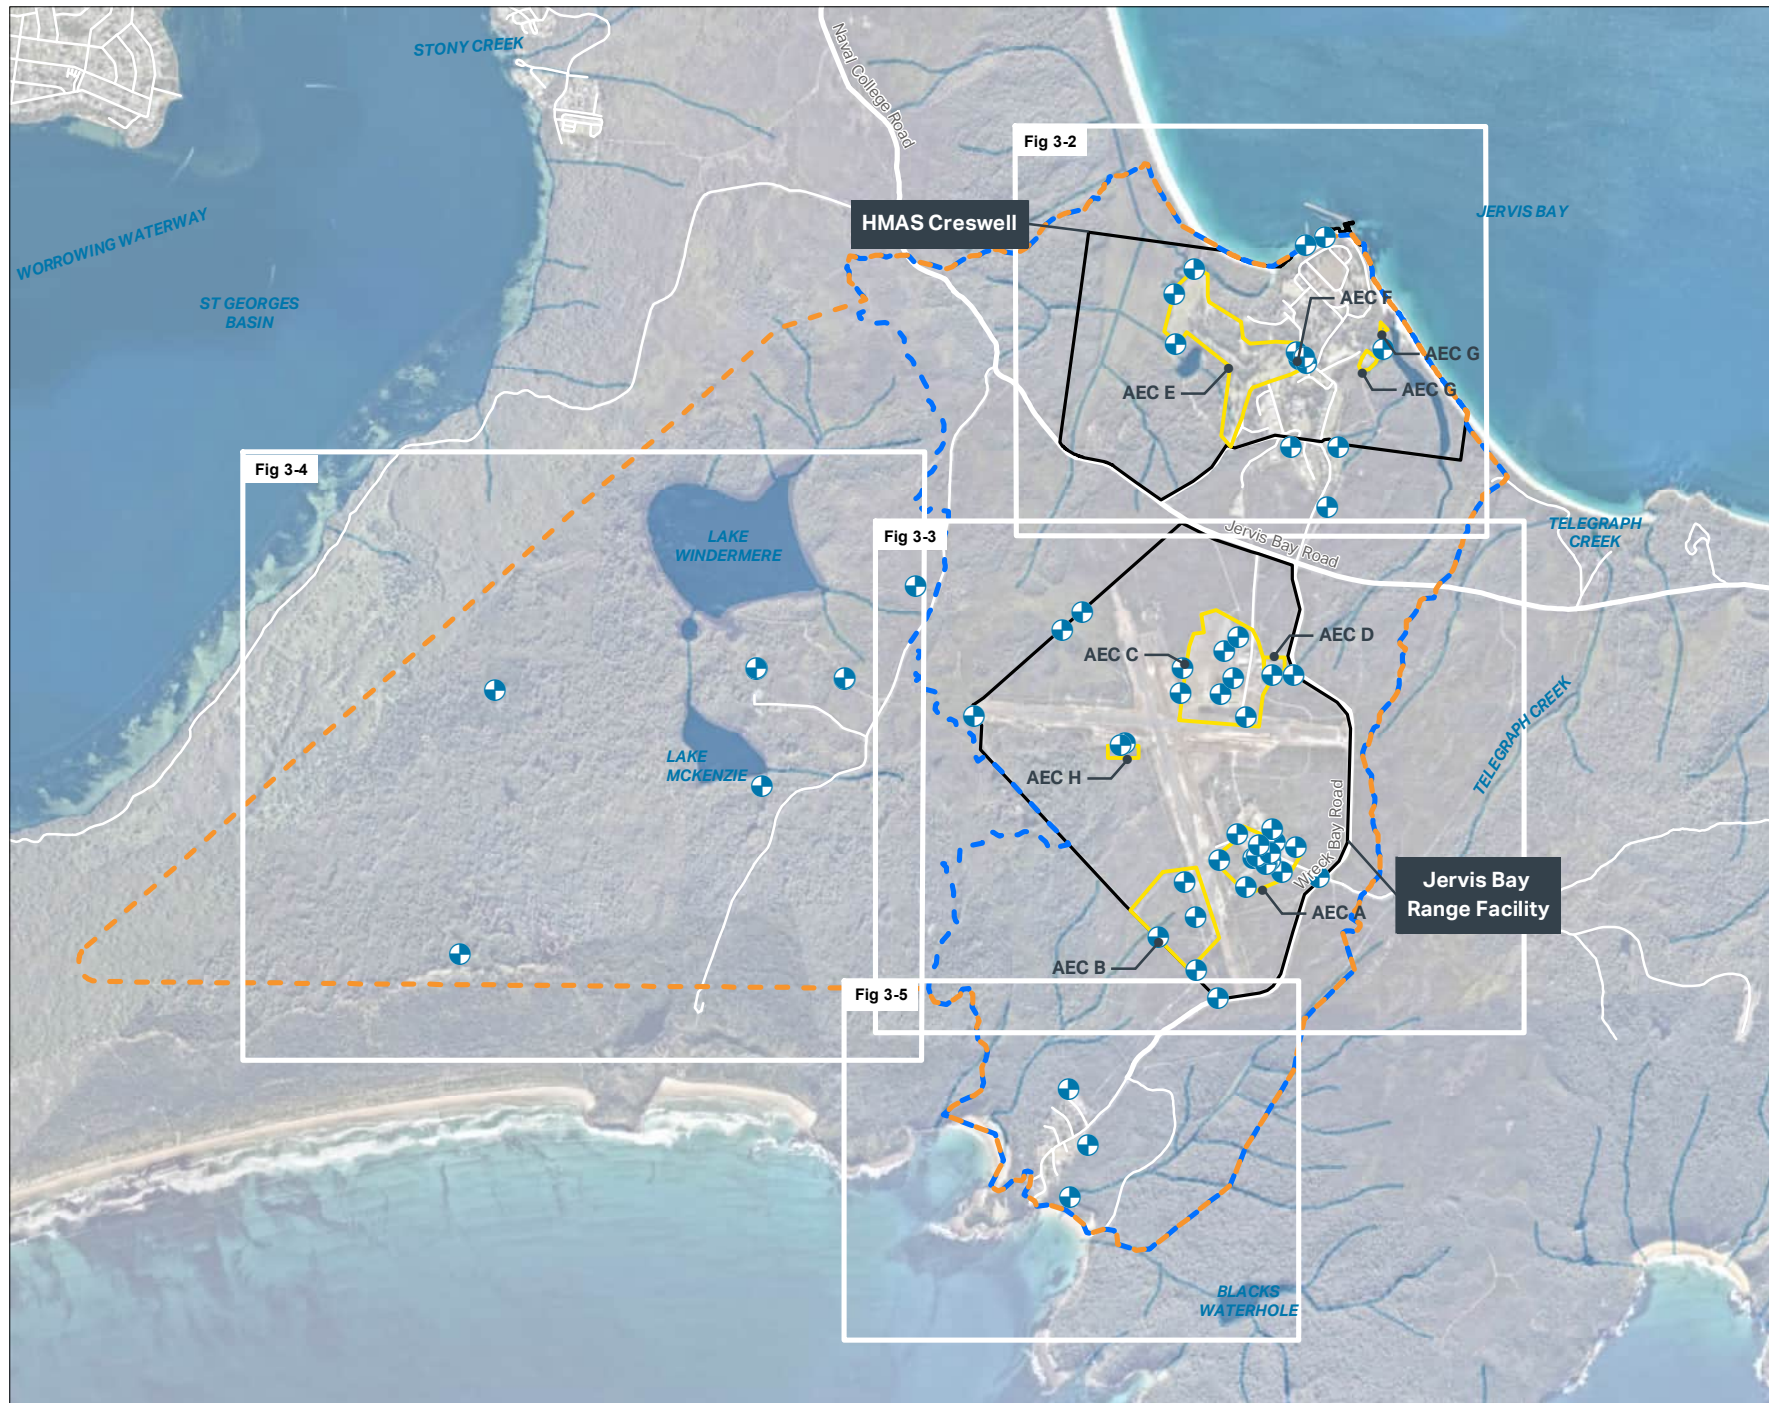 STONY CREEK
Naval College Road
Fig 3-2
WORROWING WATERWAY
HMAS Creswell
JERVIS BAY
ST GEORGES
BASIN
AEC F
AEC G
AEC E
AEC G
Fig 3-4
LAKE
WINDERMERE
Fig 3-3
Jervis Bay Road
TELEGRAPH
CREEK
AEC C
AEC D
LAKE
MCKENZIE
AEC H
TELEGRAPH CREEK
Wreck Bay Road
Jervis Bay
Range Facility
AEC A
AEC B
Fig 3-5
BLACKS
WATERHOLE